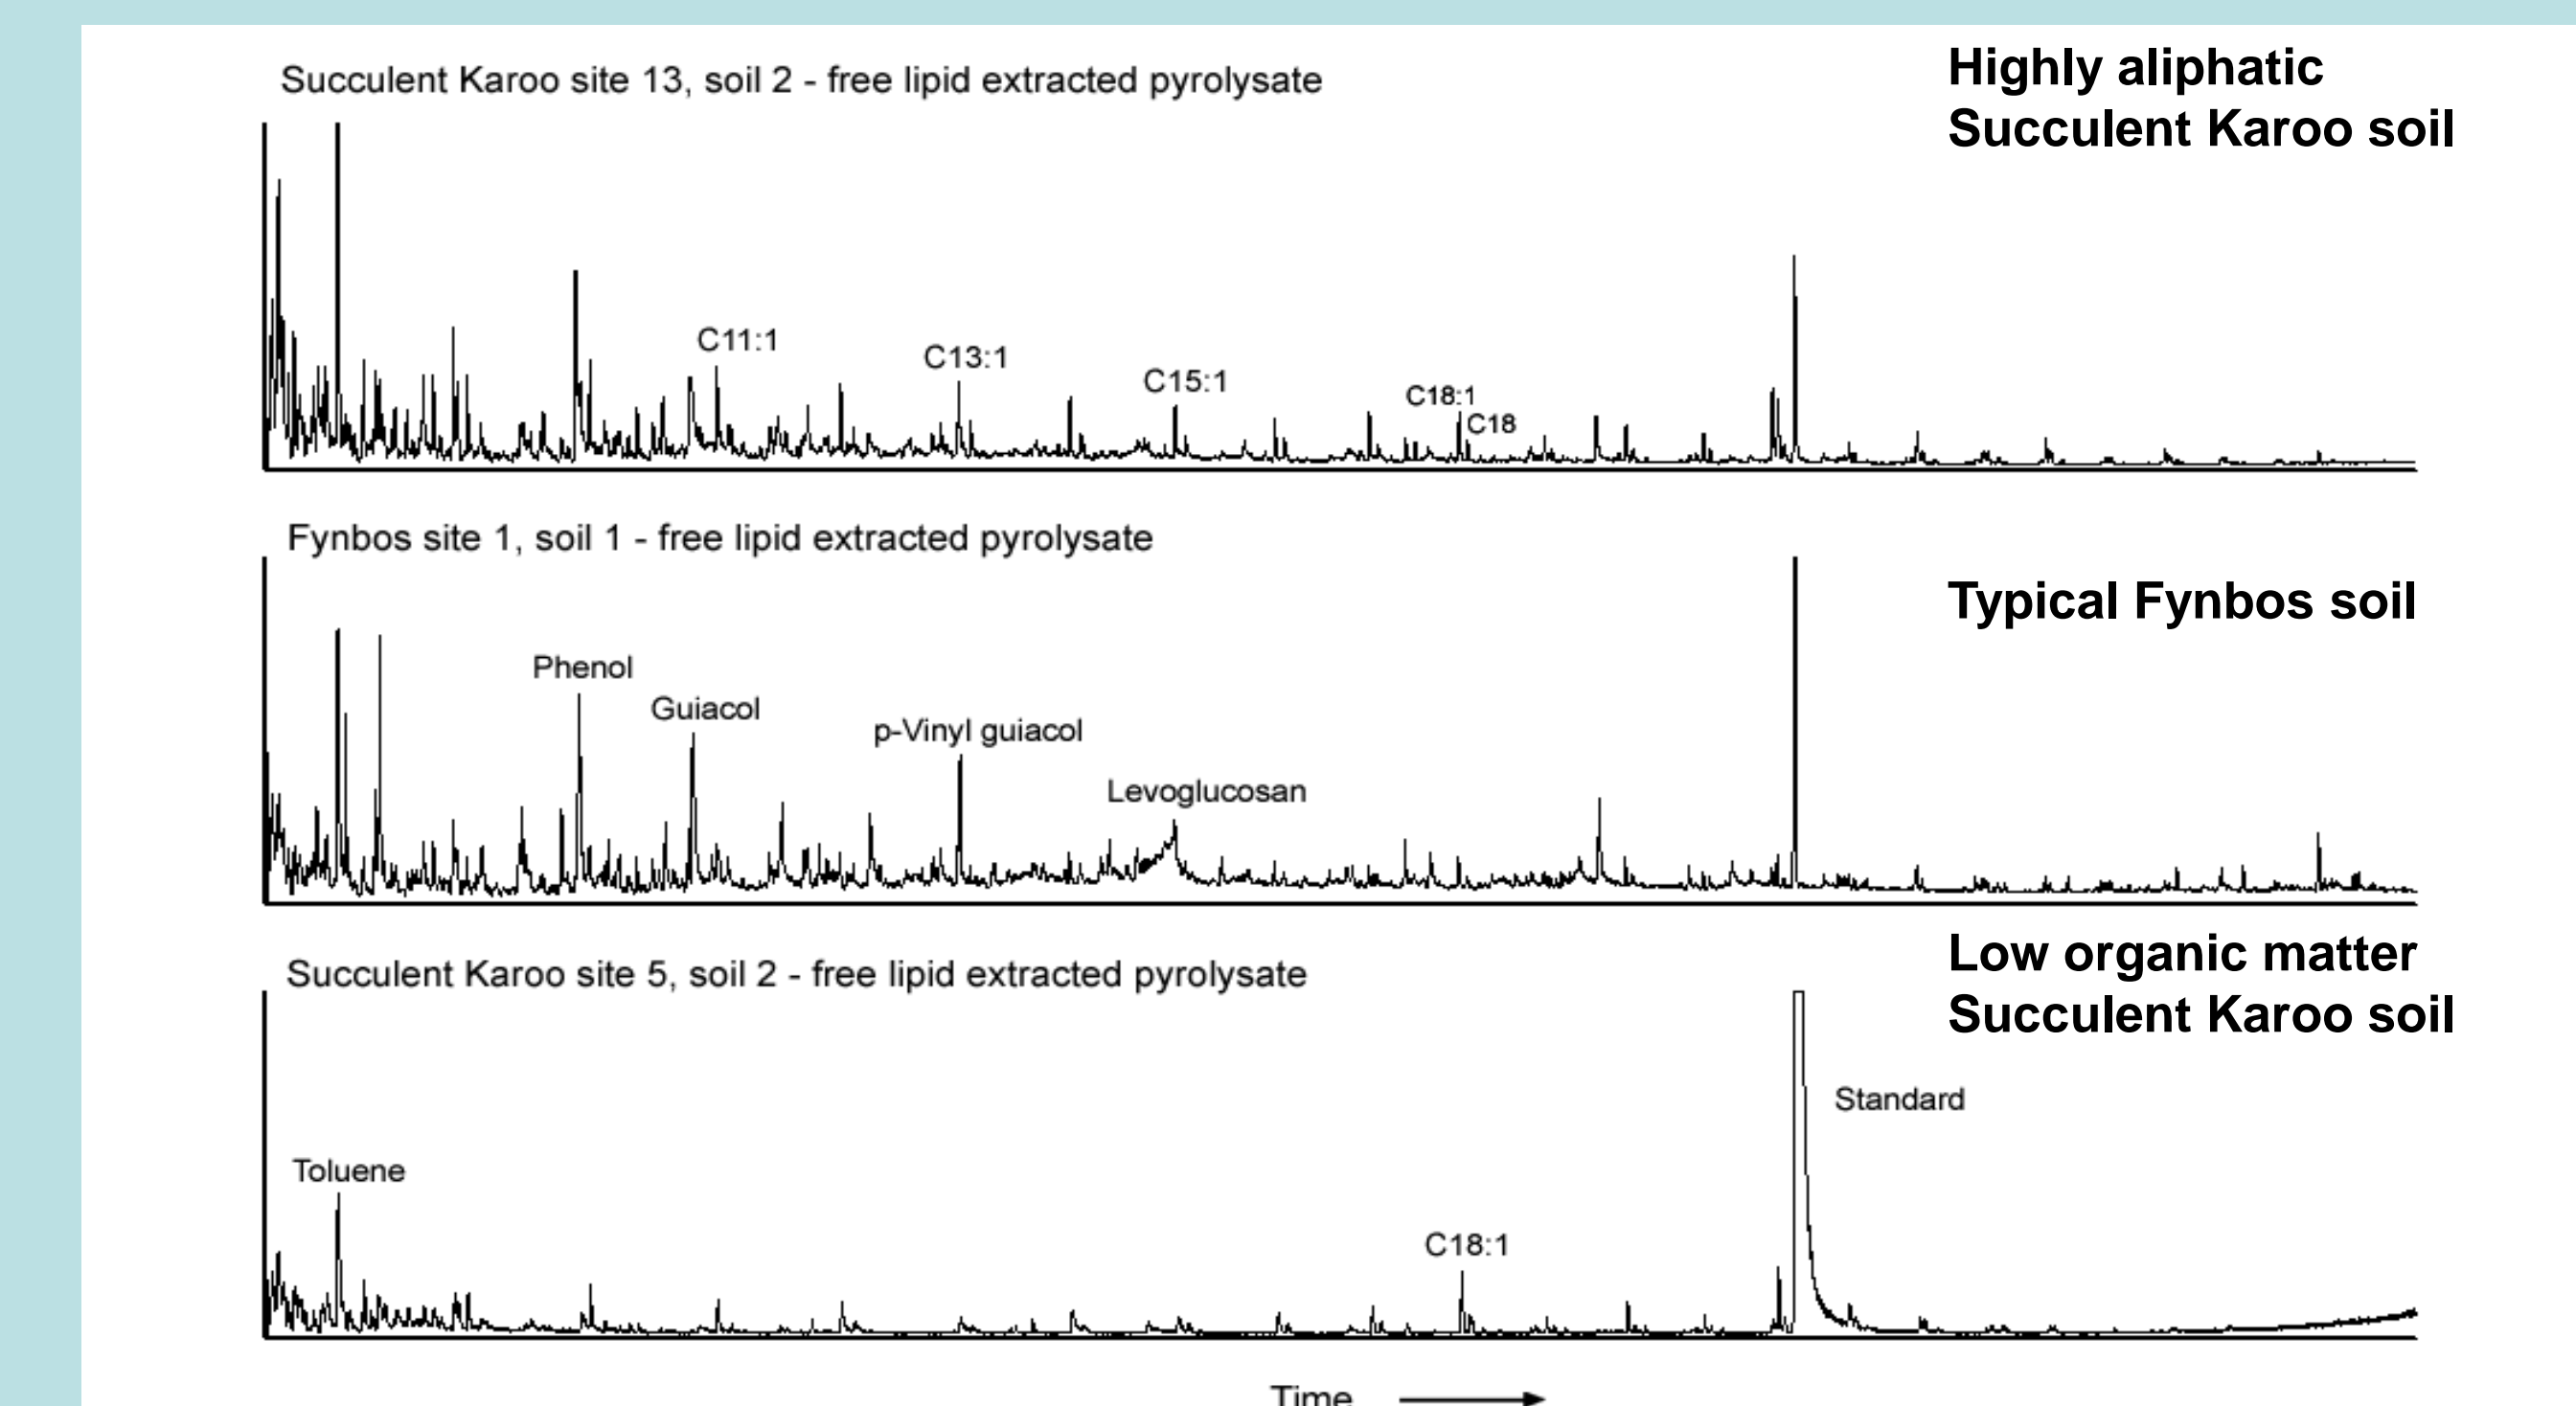 Succulent Karoo site 13, soil 2 - free lipid extracted pyrolysate
Highly aliphatic
Succulent Karoo soil
C11:1
C13:1
C15:1
C18:1
C18
Fynbos site 1, soil 1 - free lipid extracted pyrolysate
Typical Fynbos soil
Phenol
Guiacol
p-Vinyl guiacol
Levoglucosan
Succulent Karoo site 5, soil 2 - free lipid extracted pyrolysate
Low organic matter
Succulent Karoo soil
Standard
Toluene
C18:1
Time